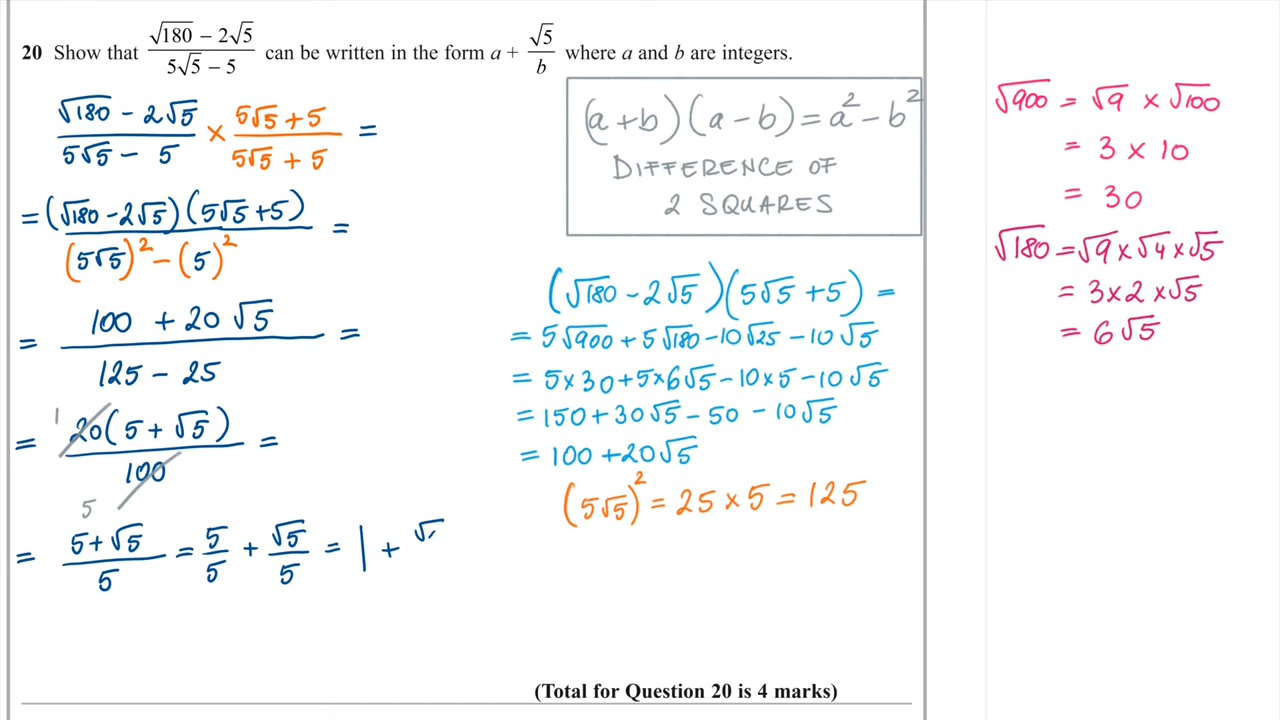 20 Show that (√180 − 2√5)/(5√5 − 5) can be written in the form a + √5/b where a and b are integers.
(√180 − 2√5)/(5√5 − 5) × (5√5 + 5)/(5√5 + 5) =
= (√180 − 2√5)(5√5 + 5)/((5√5)² − (5)²) =
= (100 + 20√5)/(125 − 25) =
= 20(5 + √5)/100 =
1
5
= (5 + √5)/5 = 5/5 + √5/5 = 1 + √
(a + b)(a − b) = a² − b²
DIFFERENCE OF
2 SQUARES
(√180 − 2√5)(5√5 + 5) =
= 5√900 + 5√180 − 10√25 − 10√5
= 5×30 + 5×6√5 − 10×5 − 10√5
= 150 + 30√5 − 50 − 10√5
= 100 + 20√5
(5√5)² = 25 × 5 = 125
√900 = √9 × √100
= 3 × 10
= 30
√180 = √9 × √4 × √5
= 3 × 2 × √5
= 6√5
(Total for Question 20 is 4 marks)